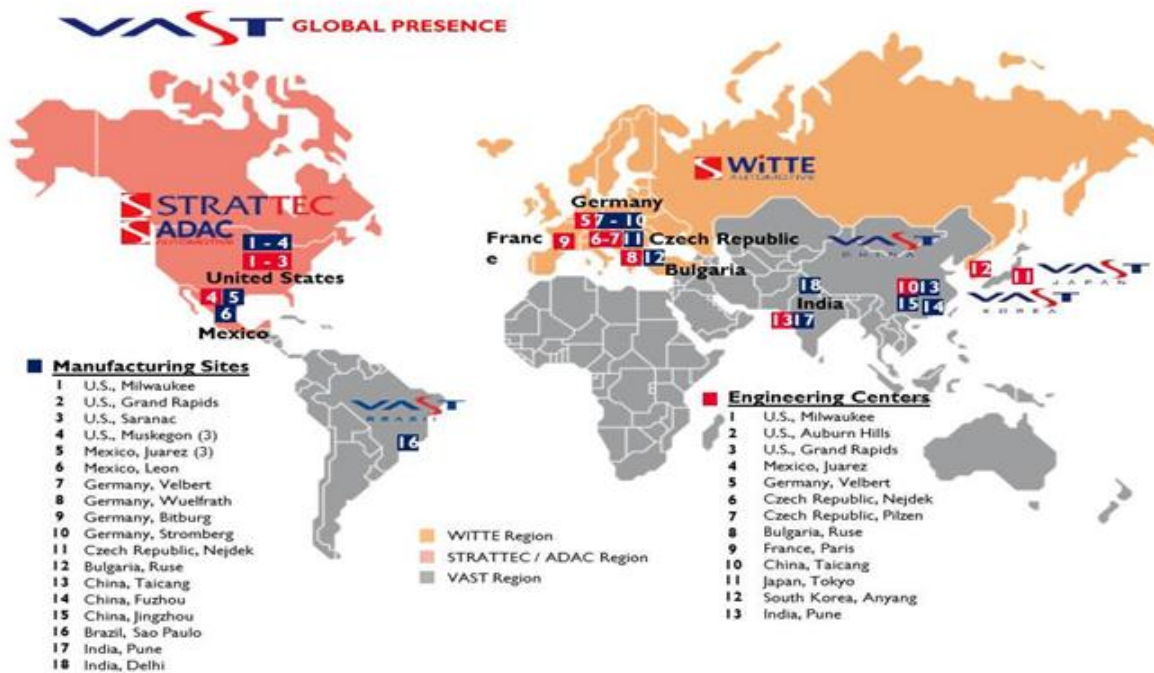 VAST GLOBAL PRESENCE
STRATTEC
ADAC
AUTOMOTIVE
1 - 4
1 - 3
United States
4 5
6
Mexico
WiTTE
AUTOMOTIVE
Germany
5 7 - 10
Franc
e
9
6-7 11 Czech Republic
8 12
Bulgaria
VAST
CHINA
18
India
13 17
10 13
15 14
12
11
VAST
JAPAN
VAST
KOREA
VAST
BRAZIL
16
Manufacturing Sites
1 U.S., Milwaukee
2 U.S., Grand Rapids
3 U.S., Saranac
4 U.S., Muskegon (3)
5 Mexico, Juarez (3)
6 Mexico, Leon
7 Germany, Velbert
8 Germany, Wuelfrath
9 Germany, Bitburg
10 Germany, Stromberg
11 Czech Republic, Nejdek
12 Bulgaria, Ruse
13 China, Taicang
14 China, Fuzhou
15 China, Jingzhou
16 Brazil, Sao Paulo
17 India, Pune
18 India, Delhi
WITTE Region
STRATTEC / ADAC Region
VAST Region
Engineering Centers
1 U.S., Milwaukee
2 U.S., Auburn Hills
3 U.S., Grand Rapids
4 Mexico, Juarez
5 Germany, Velbert
6 Czech Republic, Nejdek
7 Czech Republic, Pilzen
8 Bulgaria, Ruse
9 France, Paris
10 China, Taicang
11 Japan, Tokyo
12 South Korea, Anyang
13 India, Pune